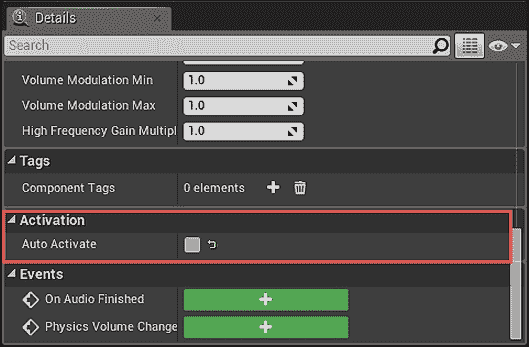 Details
Search
Volume Modulation Min 1.0
Volume Modulation Max 1.0
High Frequency Gain Multipl 1.0
Tags
Component Tags 0 elements
Activation
Auto Activate
Events
On Audio Finished
Physics Volume Change